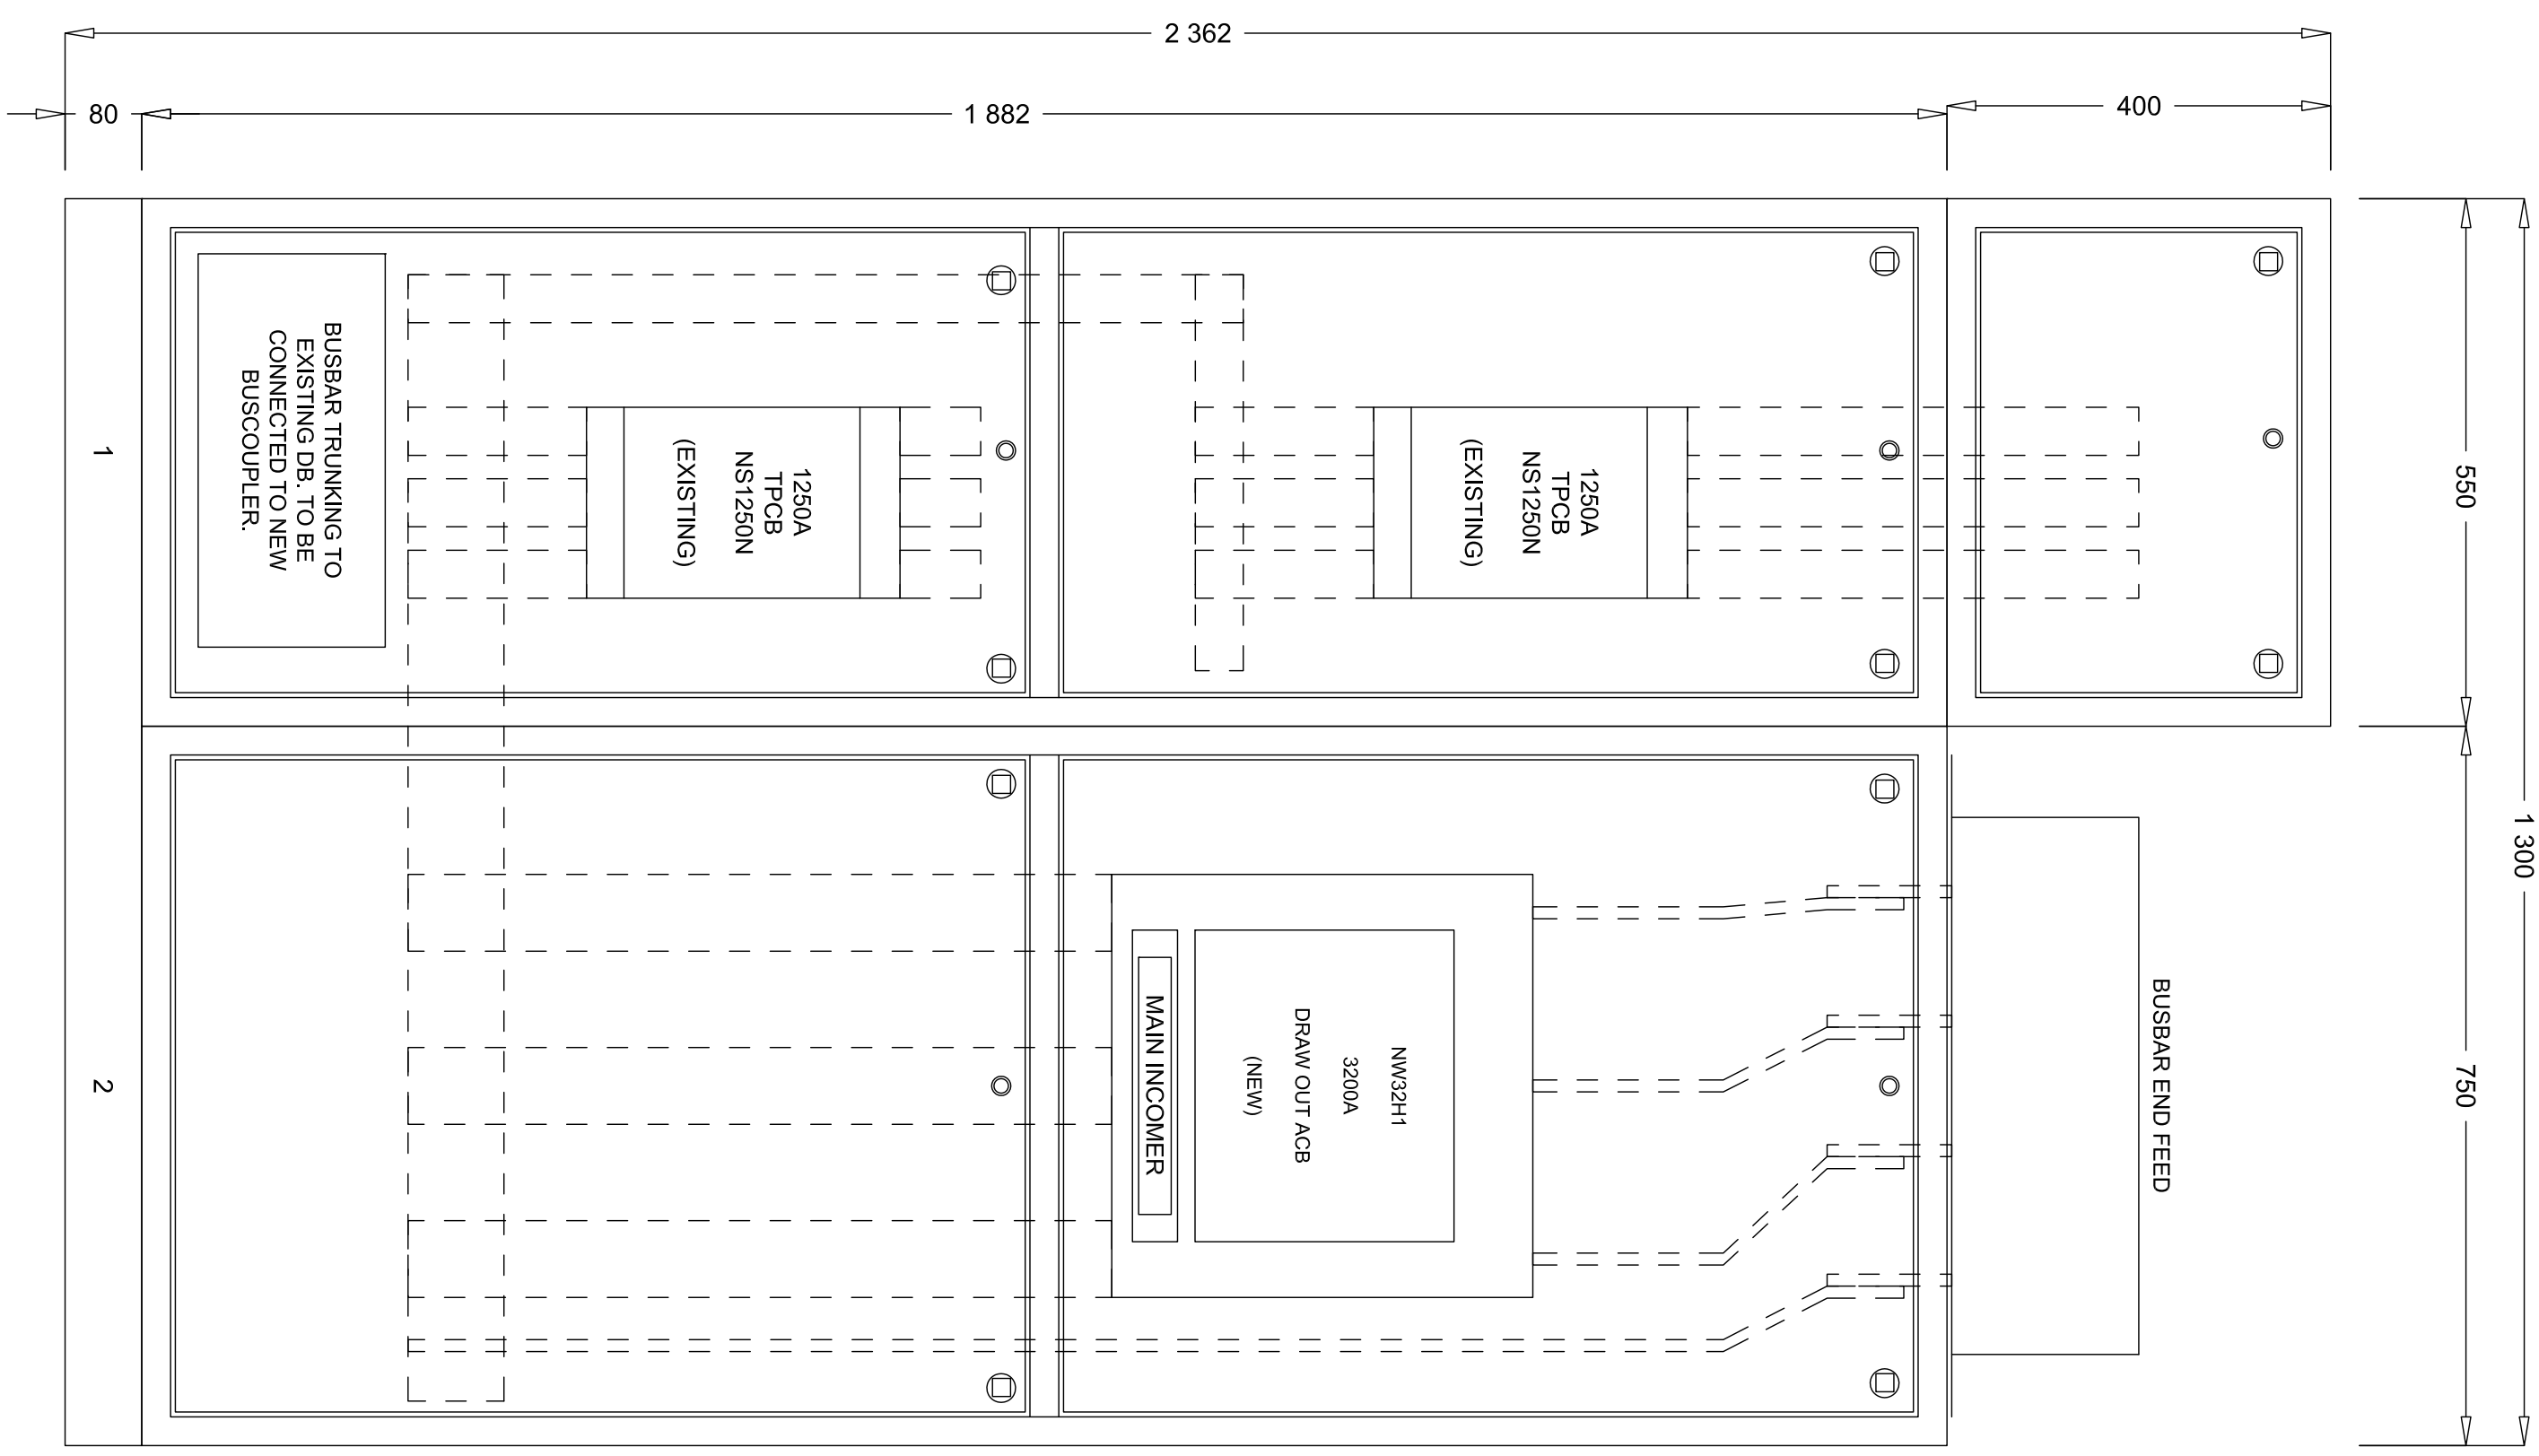 2 362
80
1 882
400
550
1 300
750
1
2
BUSBAR TRUNKING TO
EXISTING DB. TO BE
CONNECTED TO NEW
BUSCOUPLER.
1250A
TPCB
NS1250N
(EXISTING)
1250A
TPCB
NS1250N
(EXISTING)
NW32H1
3200A
DRAW OUT ACB
(NEW)
MAIN INCOMER
BUSBAR END FEED